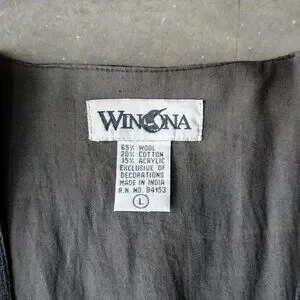 WINONA
65% WOOL
20% COTTON
15% ACRYLIC
EXCLUSIVE OF
DECORATIONS
MADE IN INDIA
R.N. NO. 94153
L